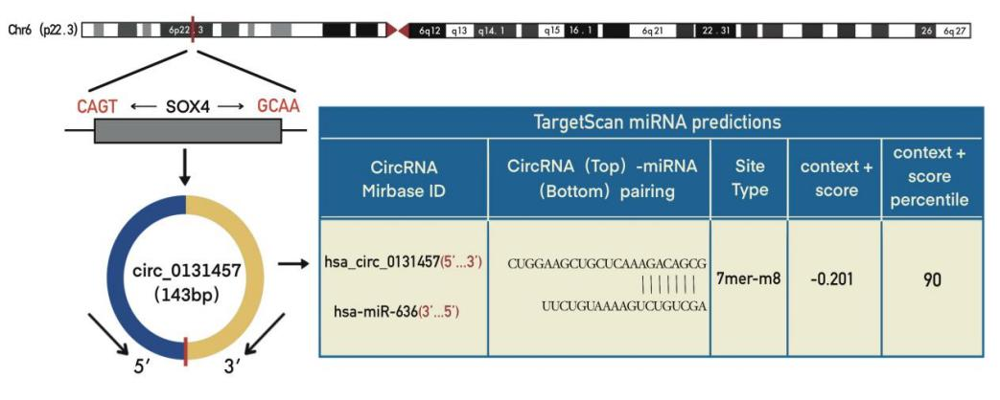 Chr6 (p22.3)
6p22.3 6q12 q13 q14.1 q15 16.1 6q21 22.31 26 6q27
CAGT ← SOX4 → GCAA
TargetScan miRNA predictions
CircRNA
Mirbase ID
CircRNA (Top) -miRNA
(Bottom) pairing
Site
Type
context +
score
context +
score
percentile
hsa_circ_0131457(5'...3')
hsa-miR-636(3'...5')
CUGGAAGCUGCUCAAAGACAGCG
UUCUGUAAAAGUCUGUCGA
7mer-m8
-0.201
90
circ_0131457
(143bp)
5'
3'